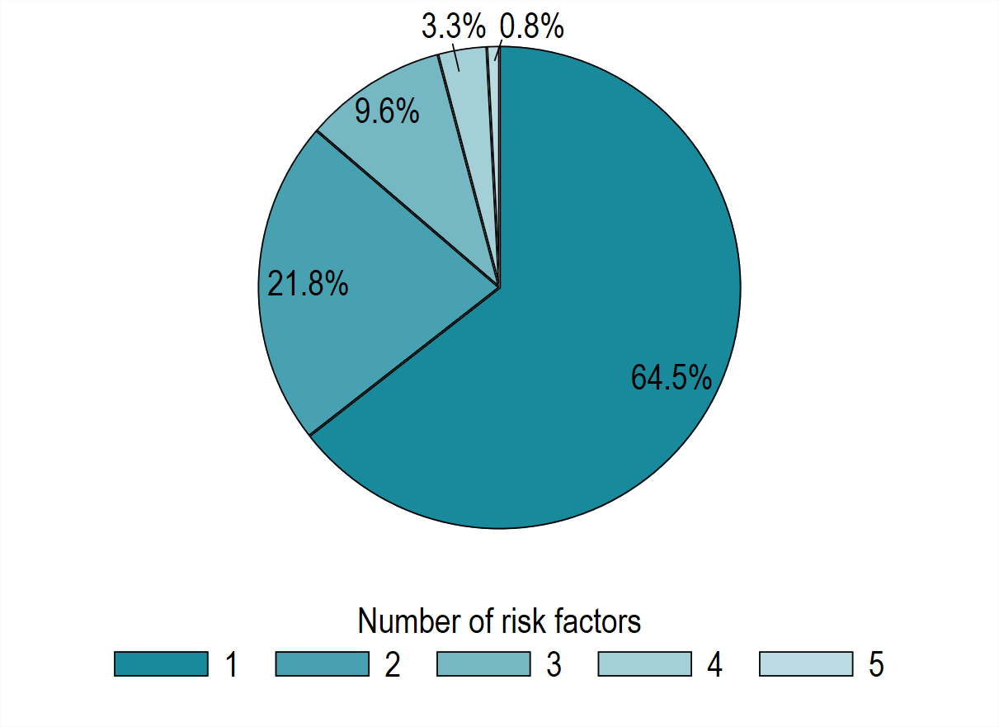 3.3% 0.8%
9.6%
21.8%
64.5%
Number of risk factors
1 2 3 4 5